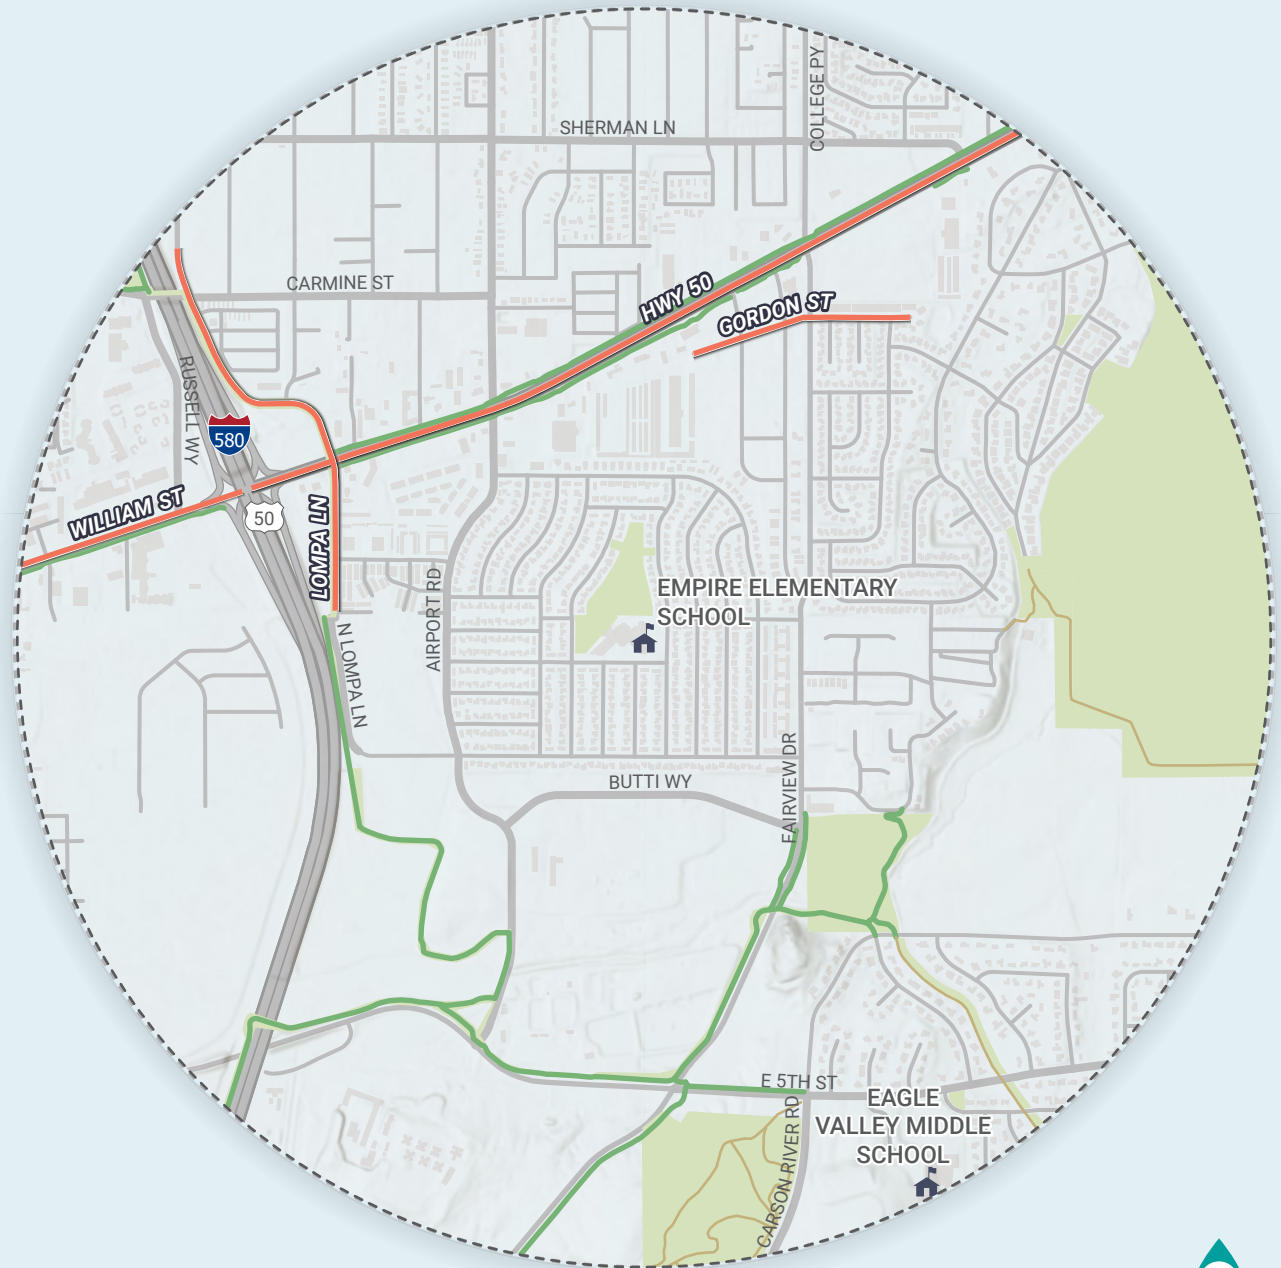 COLLEGE PY
SHERMAN LN
CARMINE ST
HWY 50
GORDON ST
RUSSELL WY
580
WILLIAM ST
50
LOMPA LN
AIRPORT RD
EMPIRE ELEMENTARY
SCHOOL
N LOMPA LN
FAIRVIEW DR
BUTTI WY
E 5TH ST
EAGLE
VALLEY MIDDLE
SCHOOL
CARSON RIVER RD